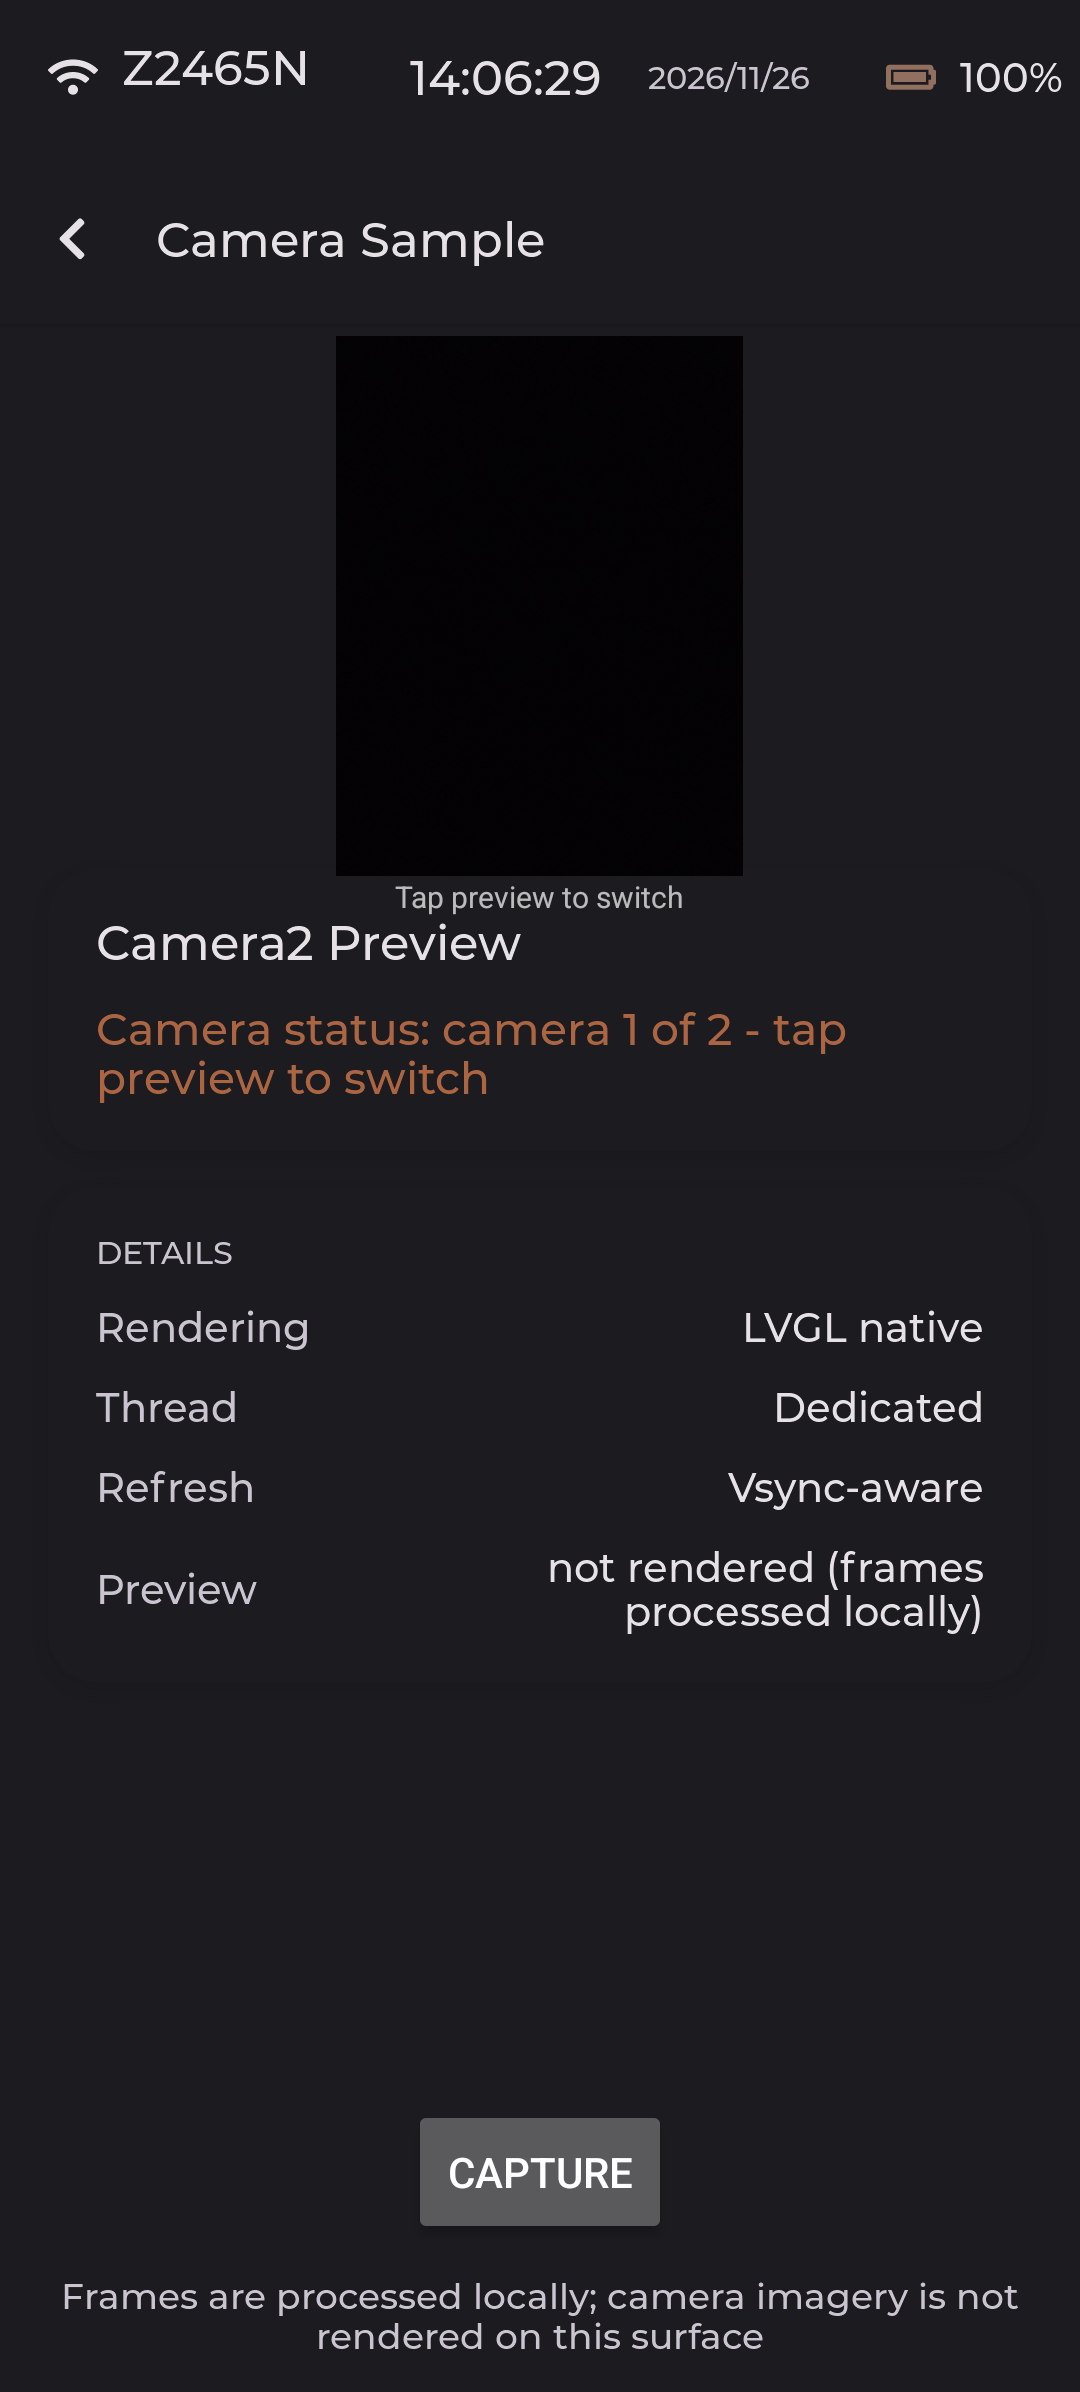 Z2465N 14:06:29 2026/11/26 100%
Camera Sample
Tap preview to switch
Camera2 Preview
Camera status: camera 1 of 2 - tap
preview to switch
DETAILS
Rendering LVGL native
Thread Dedicated
Refresh Vsync-aware
Preview not rendered (frames
processed locally)
CAPTURE
Frames are processed locally; camera imagery is not
rendered on this surface